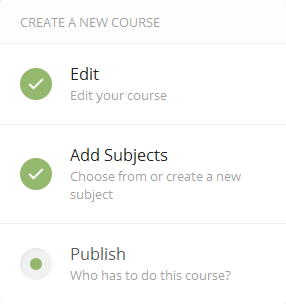 CREATE A NEW COURSE
Edit
Edit your course
Add Subjects
Choose from or create a new
subject
Publish
Who has to do this course?